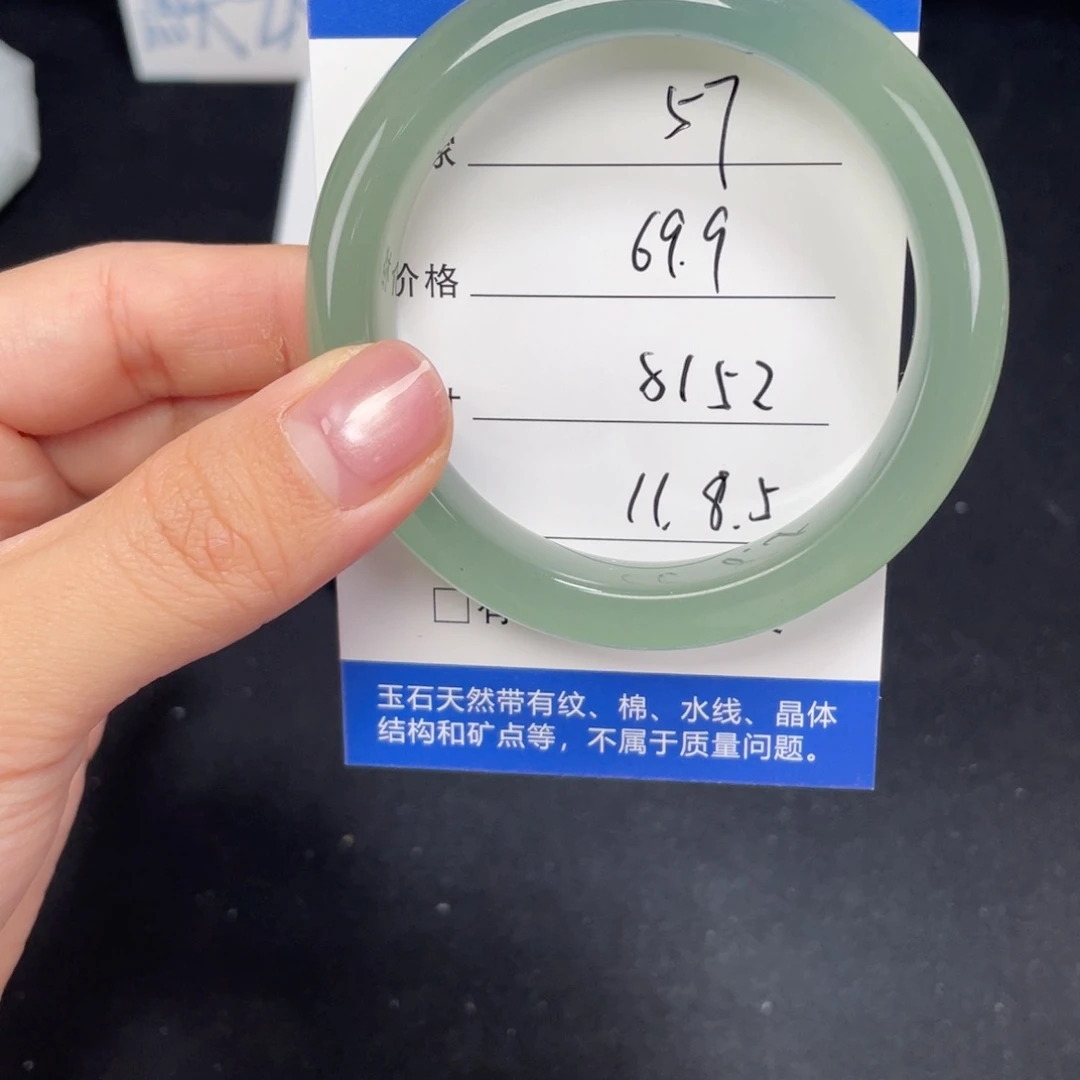 57
价格 69.9
8152
11.8.5
玉石天然带有纹、棉、水线、晶体
结构和矿点等，不属于质量问题。